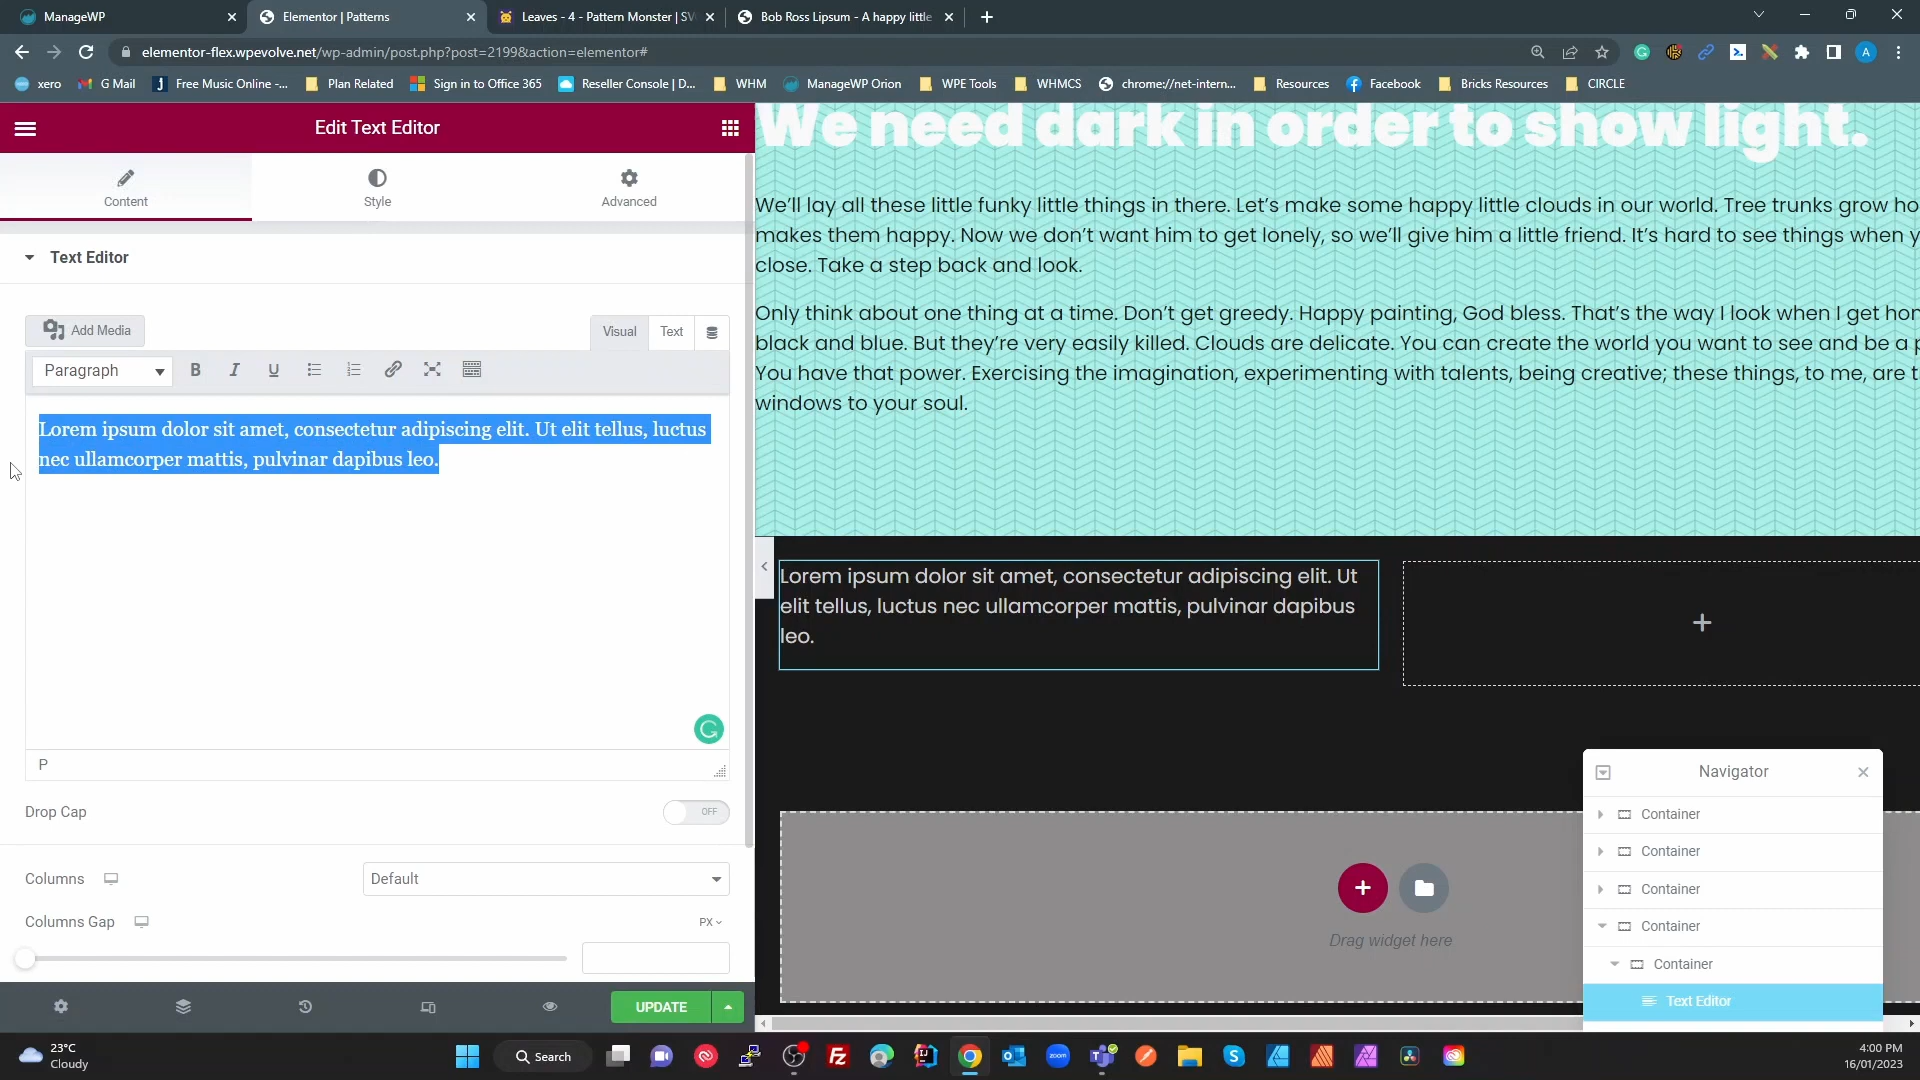 ManageWP
Elementor | Patterns
Leaves - 4 - Pattern Monster | SV
Bob Ross Lipsum - A happy little
elementor-flex.wpevolve.net/wp-admin/post.php?post=2199&action=elementor#
xero
G Mail
Free Music Online -...
Plan Related
Sign in to Office 365
Reseller Console | D...
WHM
ManageWP Orion
WPE Tools
WHMCS
chrome://net-intern...
Resources
Facebook
Bricks Resources
CIRCLE
Edit Text Editor
Content
Style
Advanced
Text Editor
Add Media
Visual
Text
Paragraph
B
I
U
Lorem ipsum dolor sit amet, consectetur adipiscing elit. Ut elit tellus, luctus
nec ullamcorper mattis, pulvinar dapibus leo.
P
Drop Cap
OFF
Columns
Default
Columns Gap
PX
UPDATE
We need dark in order to show light.
We'll lay all these little funky little things in there. Let's make some happy little clouds in our world. Tree trunks grow ho
makes them happy. Now we don't want him to get lonely, so we'll give him a little friend. It's hard to see things when y
close. Take a step back and look.
Only think about one thing at a time. Don't get greedy. Happy painting, God bless. That's the way I look when I get hor
black and blue. But they're very easily killed. Clouds are delicate. You can create the world you want to see and be a p
You have that power. Exercising the imagination, experimenting with talents, being creative; these things, to me, are t
windows to your soul.
Lorem ipsum dolor sit amet, consectetur adipiscing elit. Ut
elit tellus, luctus nec ullamcorper mattis, pulvinar dapibus
leo.
Drag widget here
Navigator
Container
Container
Container
Container
Container
Text Editor
23°C
Cloudy
Search
4:00 PM
16/01/2023